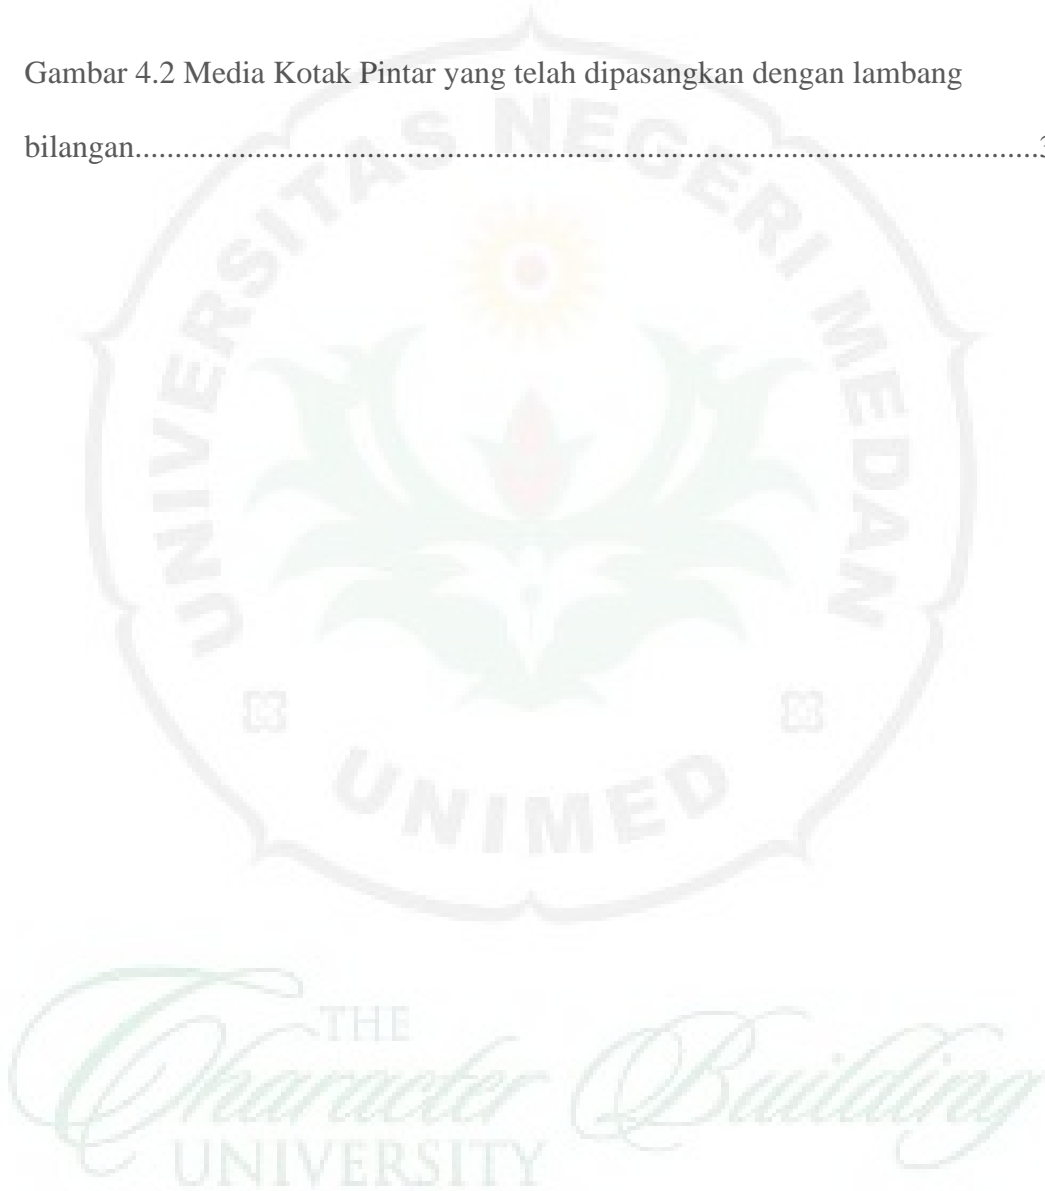 Gambar 4.2 Media Kotak Pintar yang telah dipasangkan dengan lambang
bilangan.................................................................................................................
UNIVERSITAS NEGERI MEDAN
UNIMED
THE
Character Building
UNIVERSITY